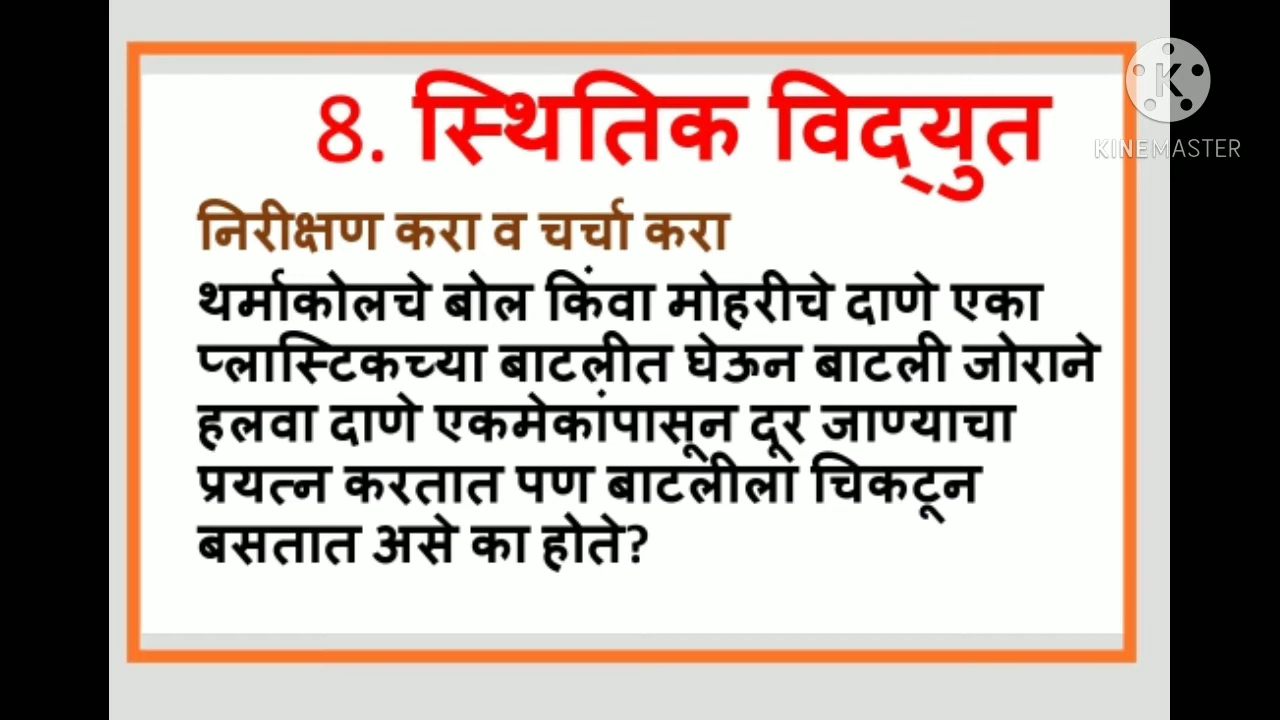 8. स्थितिक विद्‌युत
KINEMASTER
निरीक्षण करा व चर्चा करा
थर्माकोलचे बोल किंवा मोहरीचे दाणे एका
प्लास्टिकच्या बाटलीत घेऊन बाटली जोराने
हलवा दाणे एकमेकांपासून दूर जाण्याचा
प्रयत्न करतात पण बाटलीला चिकटून
बसतात असे का होते?